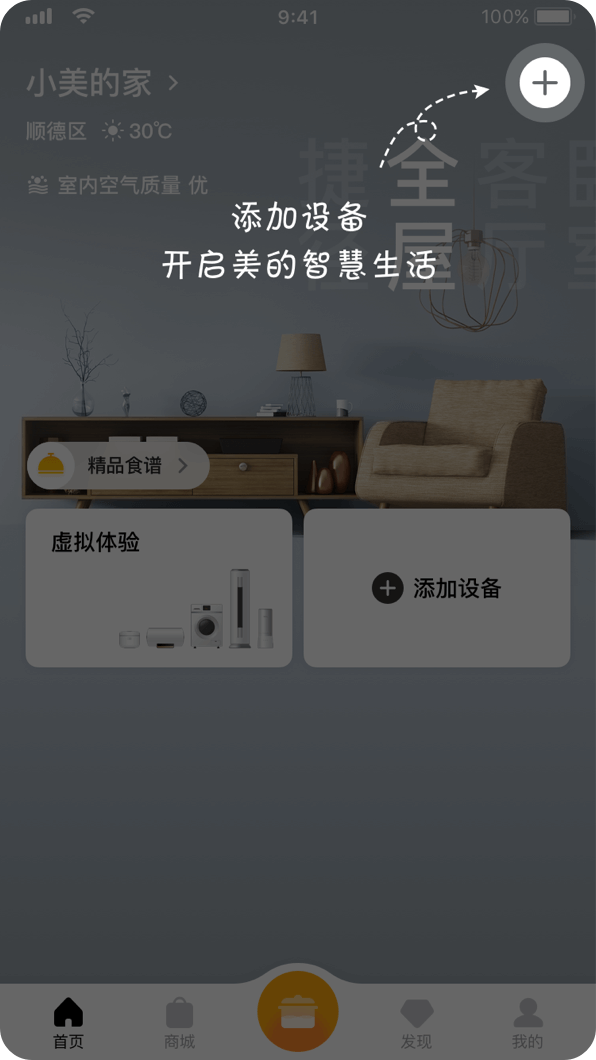 9:41
100%
小美的家
顺德区 30℃
室内空气质量 优
捷径
全屋
客厅
卧室
添加设备
开启美的智慧生活
精品食谱
虚拟体验
添加设备
首页
商城
发现
我的